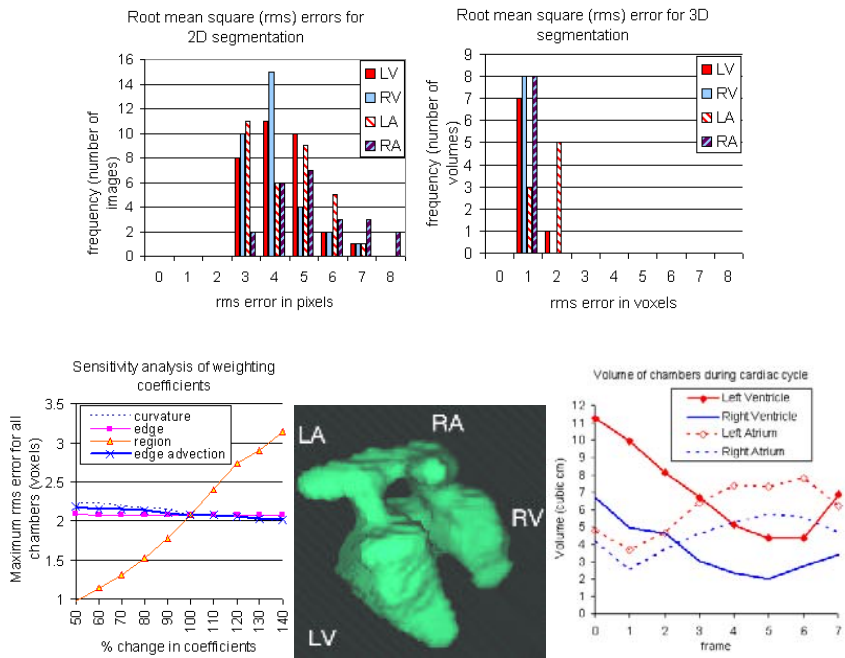 Root mean square (rms) errors for
2D segmentation
16
14
12
10
8
6
4
2
0
frequency (number of
images)
LV
RV
LA
RA
0 1 2 3 4 5 6 7 8
rms error in pixels
Root mean square (rms) error for 3D
segmentation
9
8
7
6
5
4
3
2
1
0
frequency (number of
volumes)
LV
RV
LA
RA
0 1 2 3 4 5 6 7 8
rms error in voxels
Sensitivity analysis of weighting
coefficients
3.5
3
2.5
2
1.5
1
Maximum rms error for all
chambers (voxels)
curvature
edge
region
edge advection
50 60 70 80 90 100 110 120 130 140
% change in coefficients
LA
RA
RV
LV
Volume of chambers during cardiac cycle
12
11
10
9
8
7
6
5
4
3
2
1
0
Volume (cubic cm)
Left Ventricle
Right Ventricle
Left Atrium
Right Atrium
0 1 2 3 4 5 6 7
frame